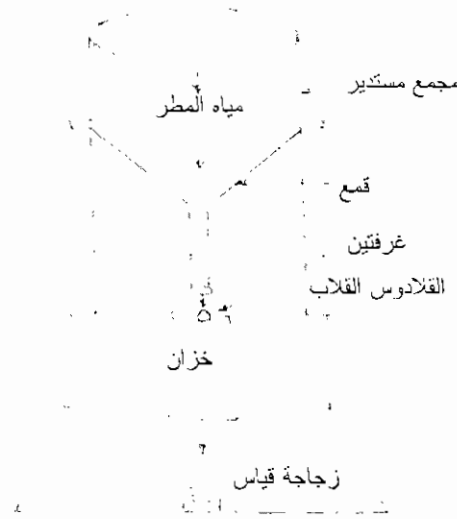 مجمع مستدير
مياه المطر
قمع
غرفتين
القلادوس القلاب
خزان
زجاجة قياس